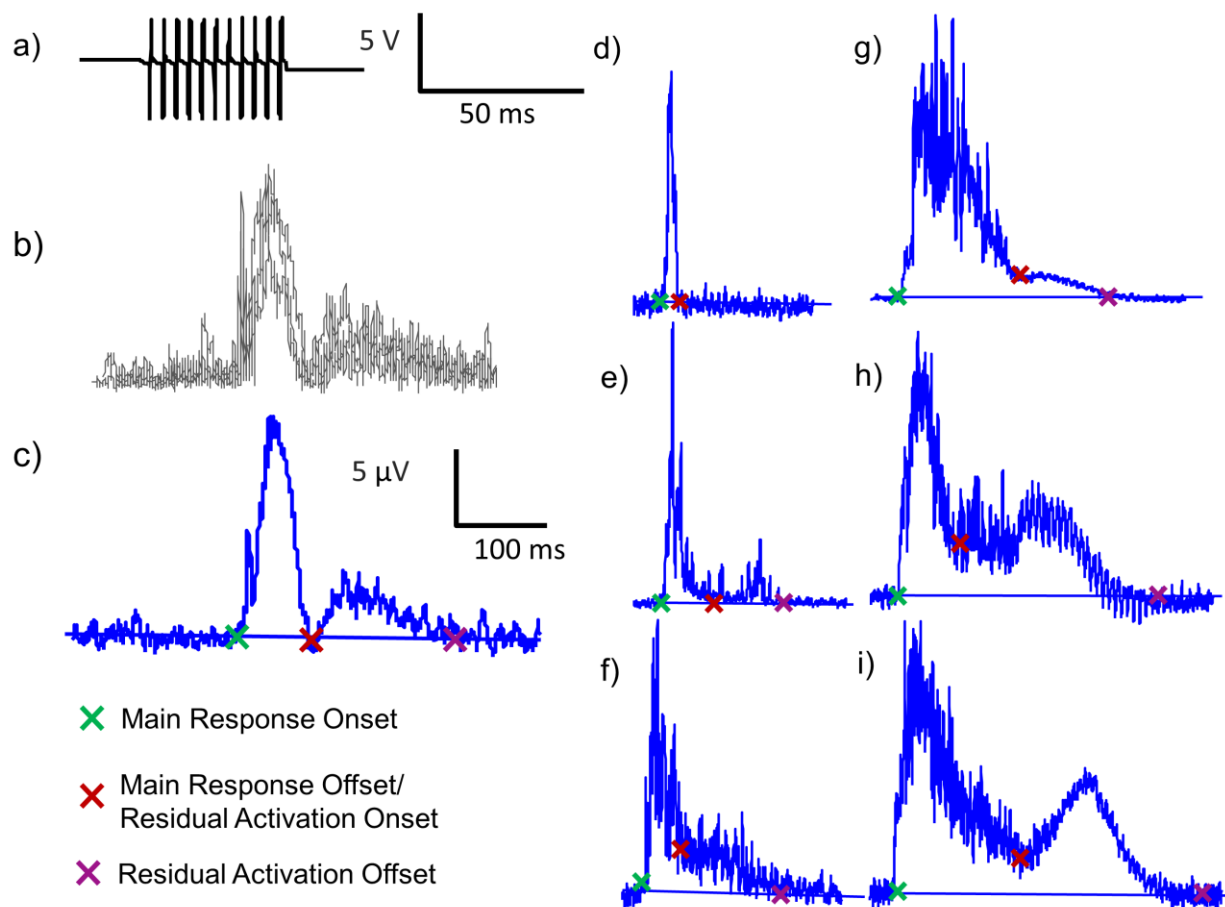 a)
5 V
50 ms
b)
c)
5 μV
100 ms
Main Response Onset
Main Response Offset/
Residual Activation Onset
Residual Activation Offset
d)
e)
f)
g)
h)
i)